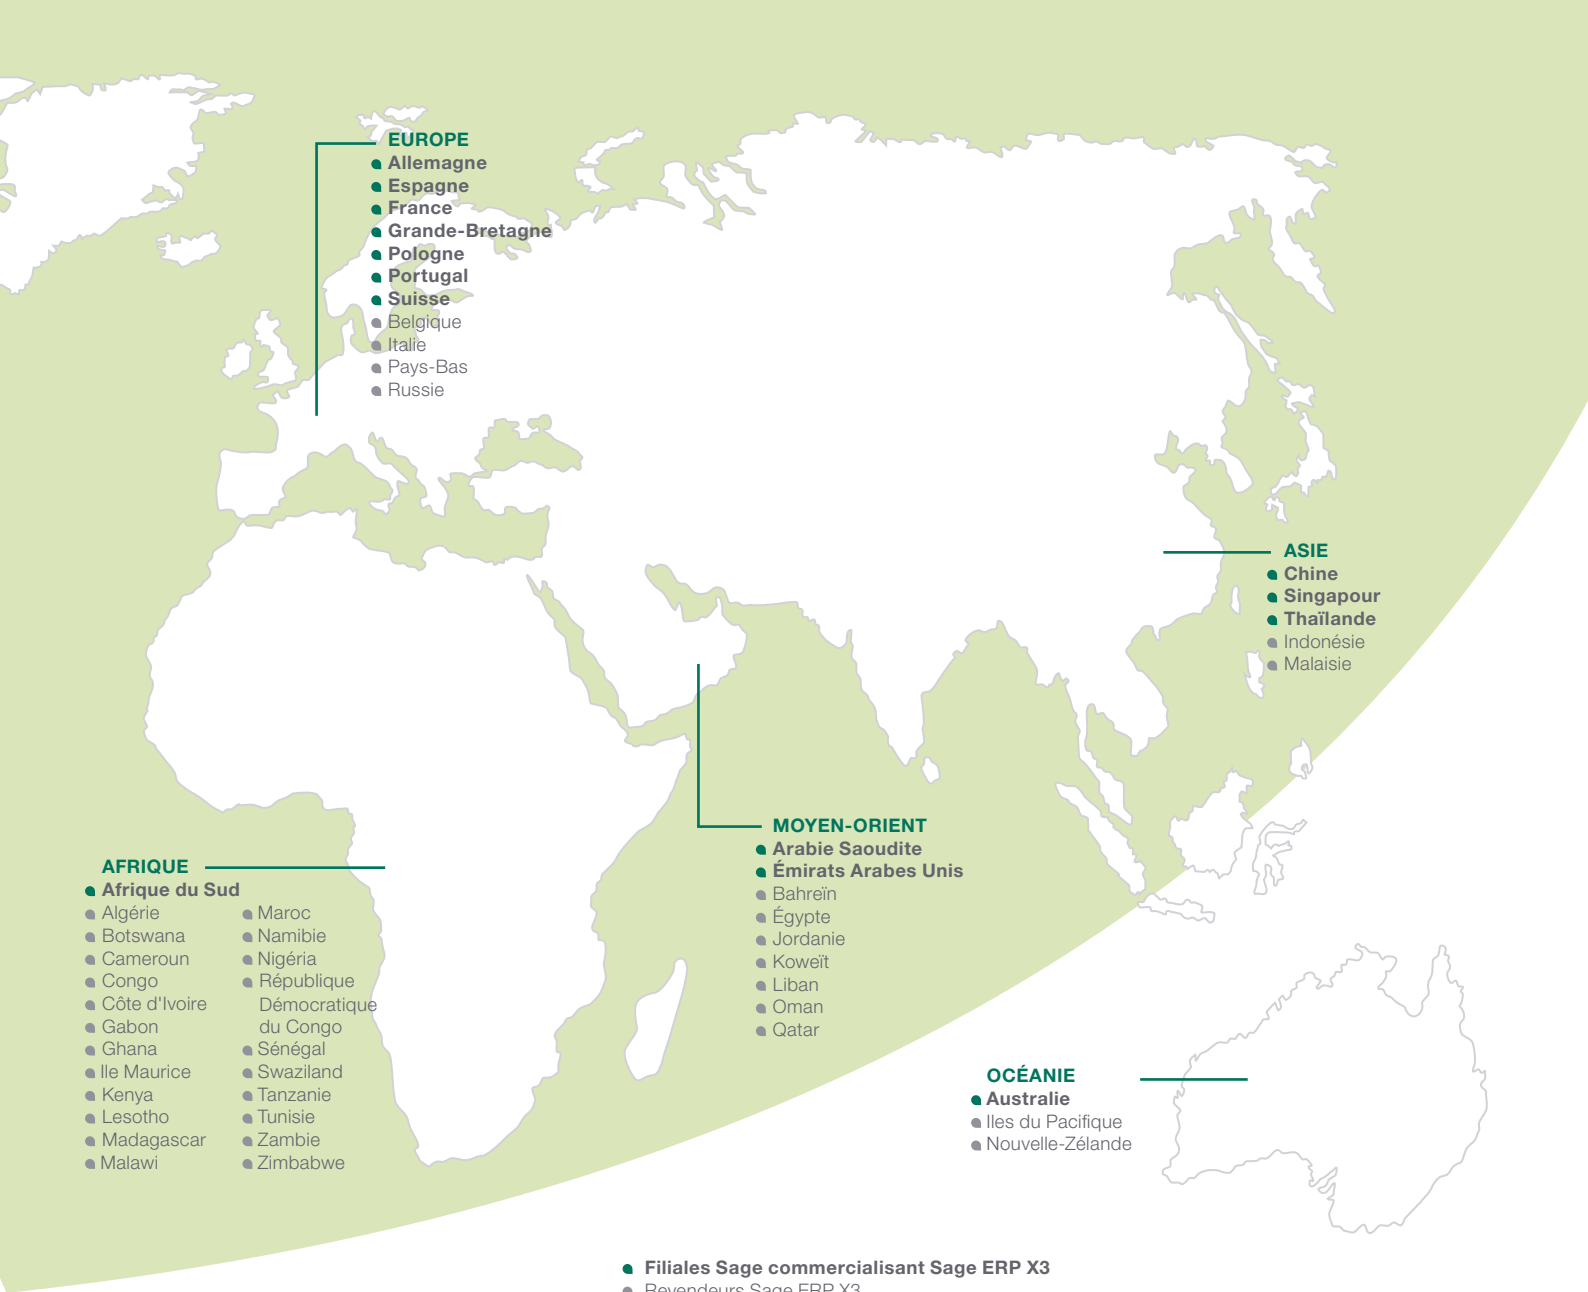 EUROPE
Allemagne
Espagne
France
Grande-Bretagne
Pologne
Portugal
Suisse
Belgique
Italie
Pays-Bas
Russie
ASIE
Chine
Singapour
Thaïlande
Indonésie
Malaisie
MOYEN-ORIENT
Arabie Saoudite
Émirats Arabes Unis
Bahreïn
Égypte
Jordanie
Koweït
Liban
Oman
Qatar
AFRIQUE
Afrique du Sud
Algérie
Botswana
Cameroun
Congo
Côte d'Ivoire
Gabon
Ghana
Ile Maurice
Kenya
Lesotho
Madagascar
Malawi
Maroc
Namibie
Nigéria
République
Démocratique
du Congo
Sénégal
Swaziland
Tanzanie
Tunisie
Zambie
Zimbabwe
OCÉANIE
Australie
Iles du Pacifique
Nouvelle-Zélande
Filiales Sage commercialisant Sage ERP X3
Revendeurs Sage ERP X3